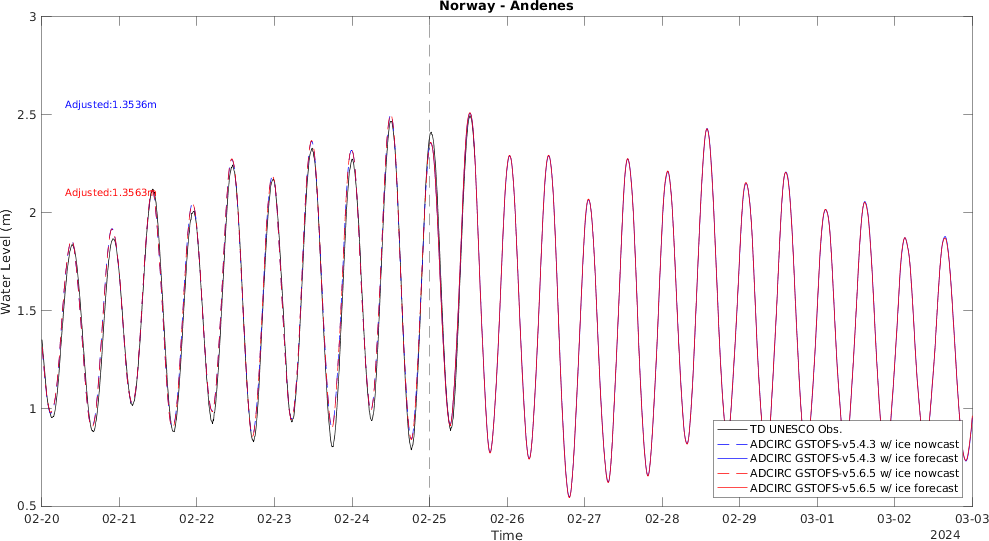 Norway - Andenes
3
2.5
2
1.5
1
0.5
Water Level (m)
Adjusted:1.3536m
Adjusted:1.3563m
TD UNESCO Obs.
ADCIRC GSTOFS-v5.4.3 w/ ice nowcast
ADCIRC GSTOFS-v5.4.3 w/ ice forecast
ADCIRC GSTOFS-v5.6.5 w/ ice nowcast
ADCIRC GSTOFS-v5.6.5 w/ ice forecast
02-20 02-21 02-22 02-23 02-24 02-25 02-26 02-27 02-28 02-29 03-01 03-02 03-03
Time
2024